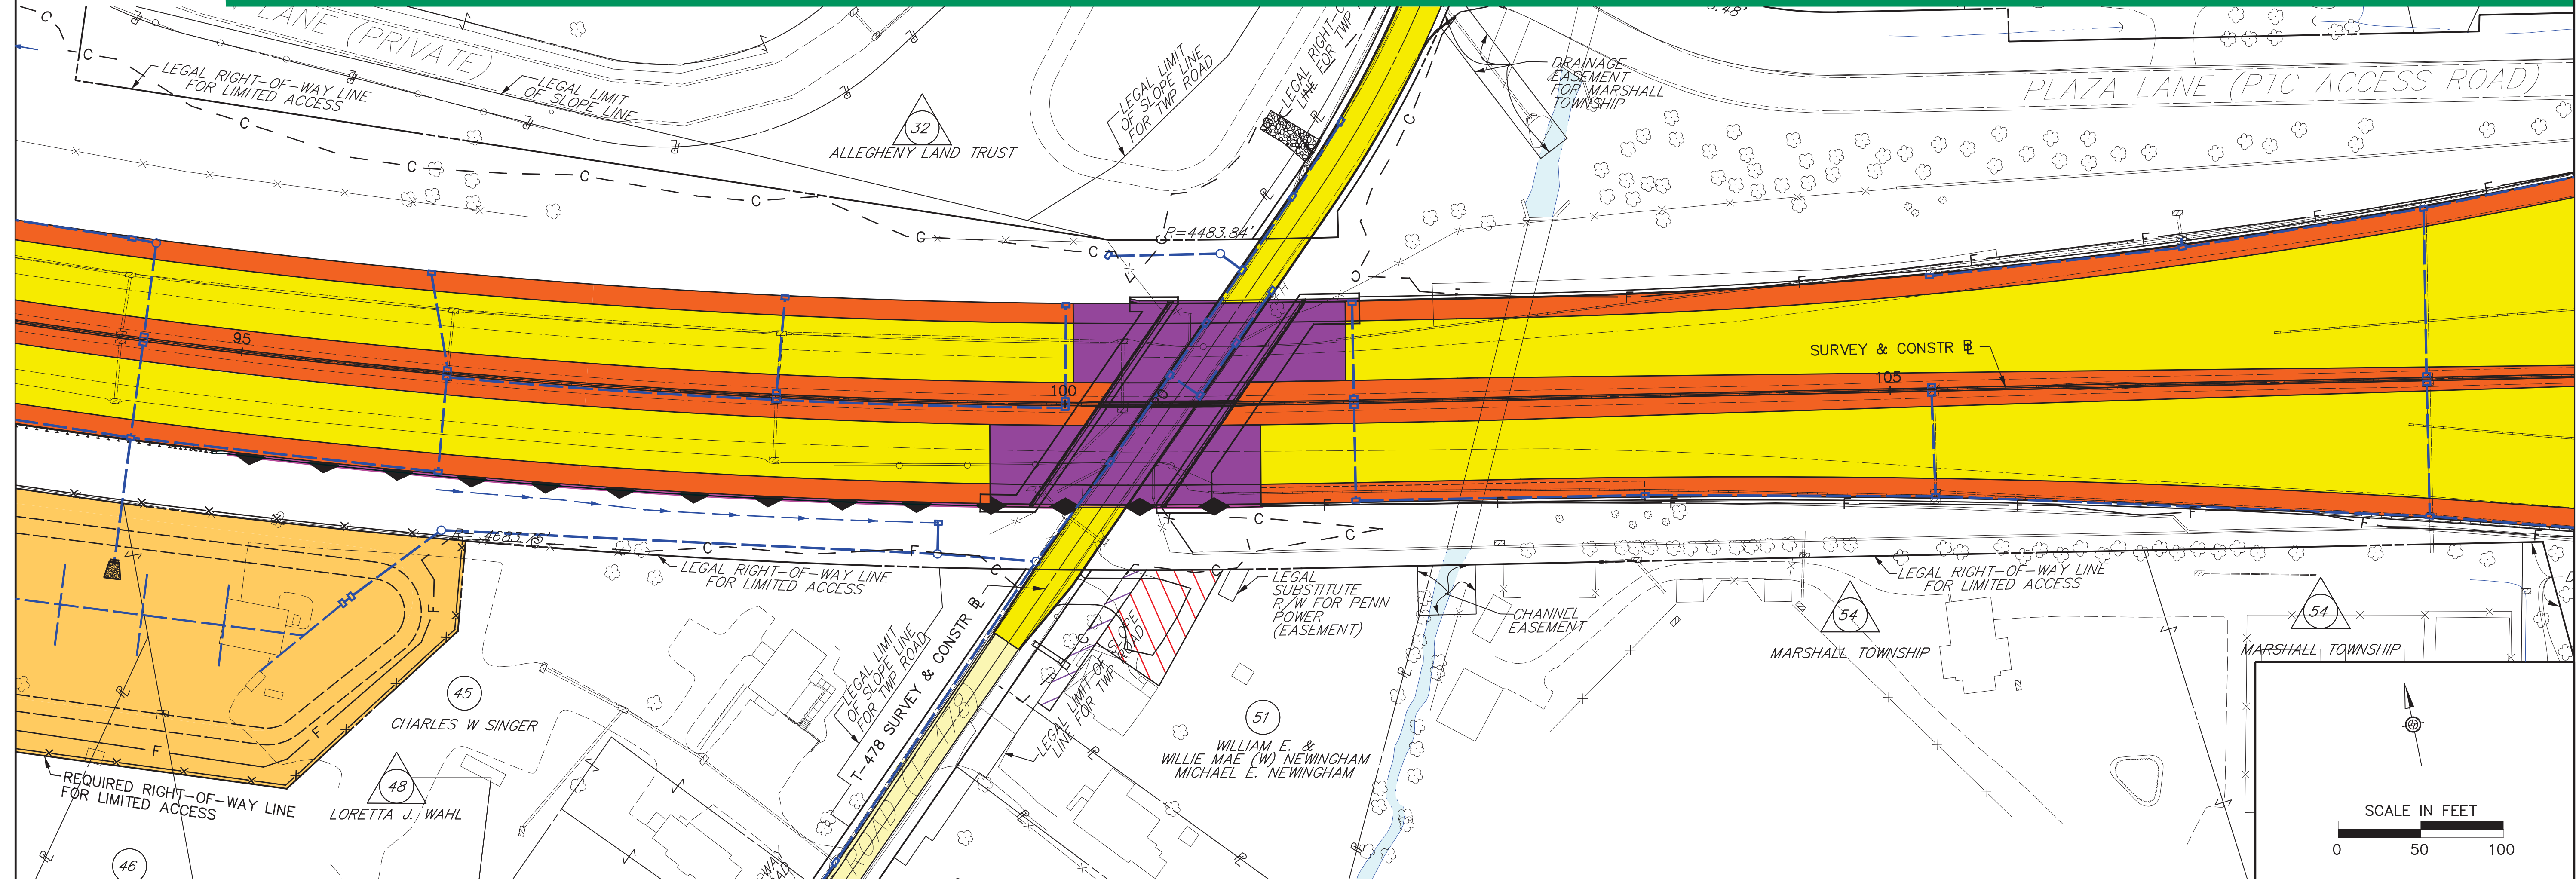 LANE (PRIVATE)
LEGAL RIGHT-OF-WAY LINE
FOR LIMITED ACCESS
LEGAL LIMIT
OF SLOPE LINE
32
ALLEGHENY LAND TRUST
LEGAL LIMIT
OF SLOPE LINE
FOR TWP ROAD
LEGAL RIGHT-O
LINE
FOR TWP
DRAINAGE
EASEMENT
FOR MARSHALL
TOWNSHIP
PLAZA LANE (PTC ACCESS ROAD)
R=4483.84'
95
100
105
SURVEY & CONSTR BL
LEGAL RIGHT-OF-WAY LINE
FOR LIMITED ACCESS
LEGAL
SUBSTITUTE
R/W FOR PENN
POWER
(EASEMENT)
CHANNEL
EASEMENT
LEGAL RIGHT-OF-WAY LINE
FOR LIMITED ACCESS
54
MARSHALL TOWNSHIP
54
MARSHALL TOWNSHIP
T-478 SURVEY & CONSTR BL
LEGAL LIMIT
OF SLOPE LINE
FOR TWP ROAD
LEGAL LIMIT OF SLOPE
LINE FOR TWP ROAD
45
CHARLES W SINGER
48
LORETTA J. WAHL
51
WILLIAM E. &
WILLIE MAE (W) NEWINGHAM
MICHAEL E. NEWINGHAM
REQUIRED RIGHT-OF-WAY LINE
FOR LIMITED ACCESS
46
SCALE IN FEET
0 50 100